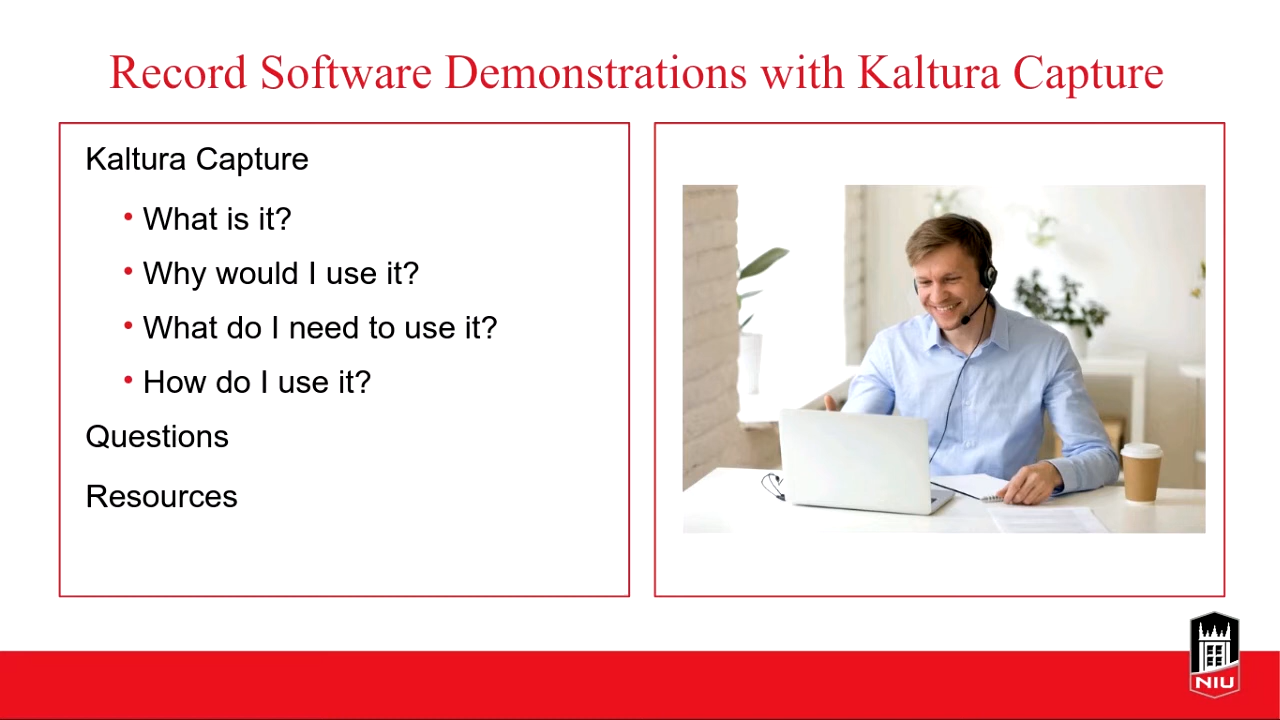 Record Software Demonstrations with Kaltura Capture
Kaltura Capture
• What is it?
• Why would I use it?
• What do I need to use it?
• How do I use it?
Questions
Resources
NIU